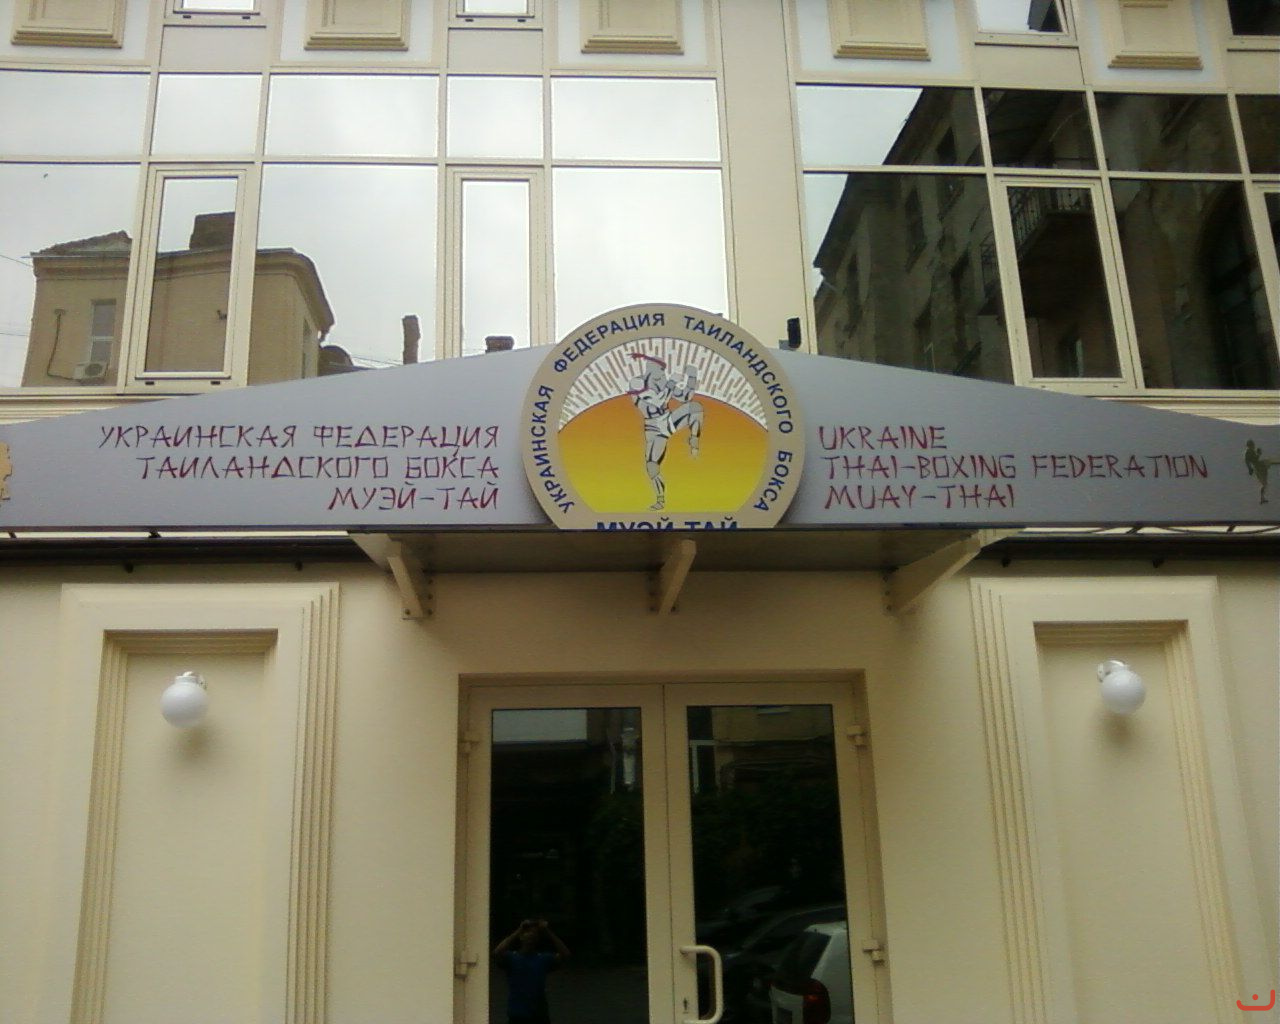 УКРАИНСКАЯ ФЕДЕРАЦИЯ ТАИЛАНДСКОГО БОКСА
МУЭЙ ТАЙ
УКРАИНСКАЯ ФЕДЕРАЦИЯ
ТАИЛАНДСКОГО БОКСА
МУЭЙ-ТАЙ
UKRAINE
THAI-BOXING FEDERATION
MUAY-THAI